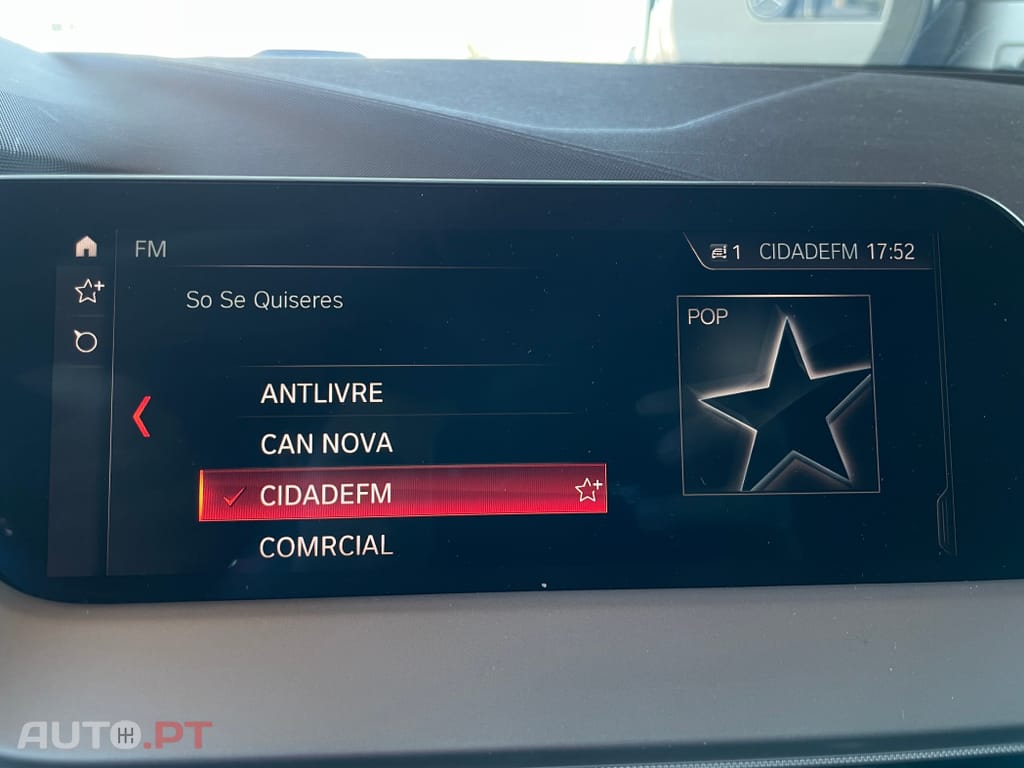 FM
1 CIDADEFM 17:52
So Se Quiseres
POP
ANTLIVRE
CAN NOVA
CIDADEFM
COMRCIAL
AUTO.PT